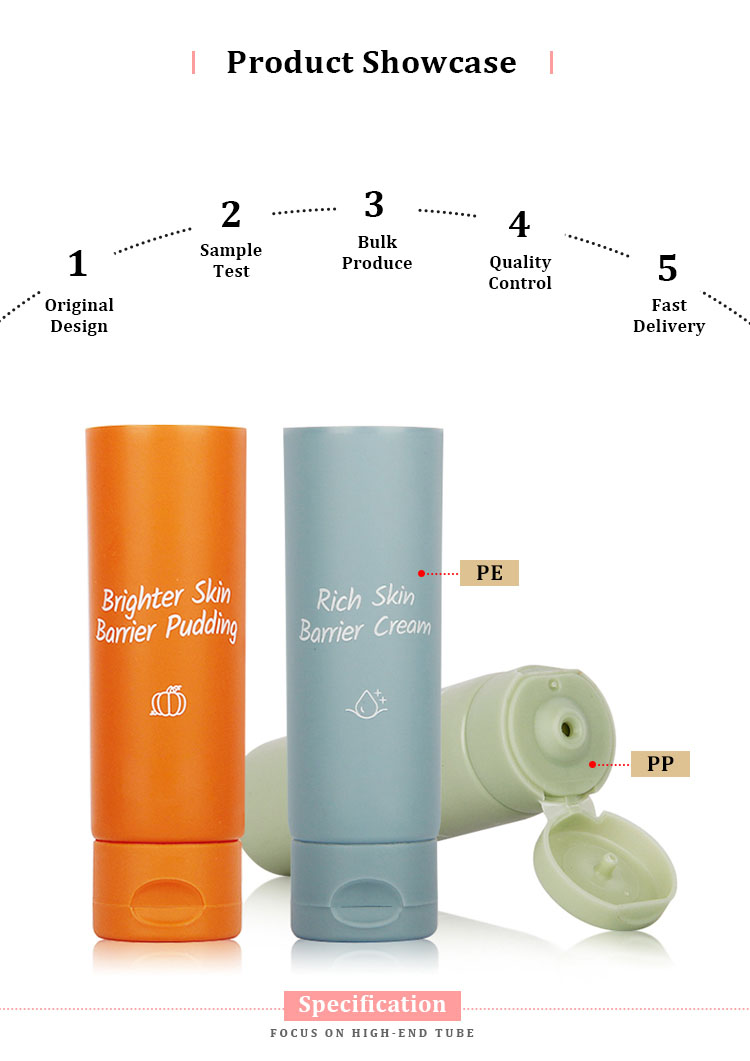 Product Showcase
1
Original
Design
2
Sample
Test
3
Bulk
Produce
4
Quality
Control
5
Fast
Delivery
Brighter Skin
Barrier Pudding
Rich Skin
Barrier Cream
PE
PP
Specification
FOCUS ON HIGH-END TUBE